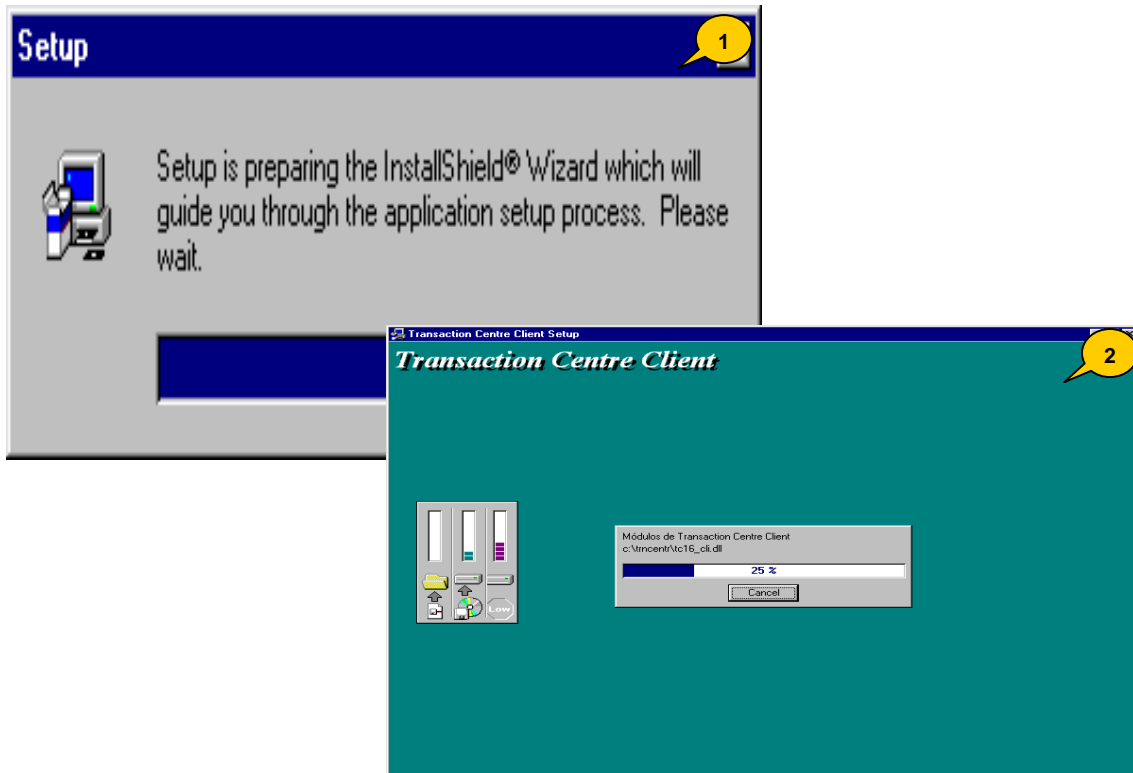 Setup
1
Setup is preparing the InstallShield® Wizard which will
guide you through the application setup process.  Please
wait.
Transaction Centre Client Setup
2
Transaction Centre Client
Módulos de Transaction Centre Client
c:\trncentr\tc16_cli.dll
25 %
Cancel
Low